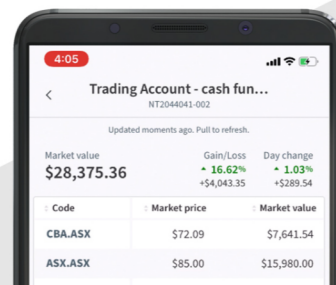 4:05
Trading Account - cash fun...
NT2044041-002
Updated moments ago. Pull to refresh.
Market value Gain/Loss Day change
$28,375.36 16.62% 1.03%
+$4,043.35 +$289.54
Code Market price Market value
CBA.ASX $72.09 $7,641.54
ASX.ASX $85.00 $15,980.00